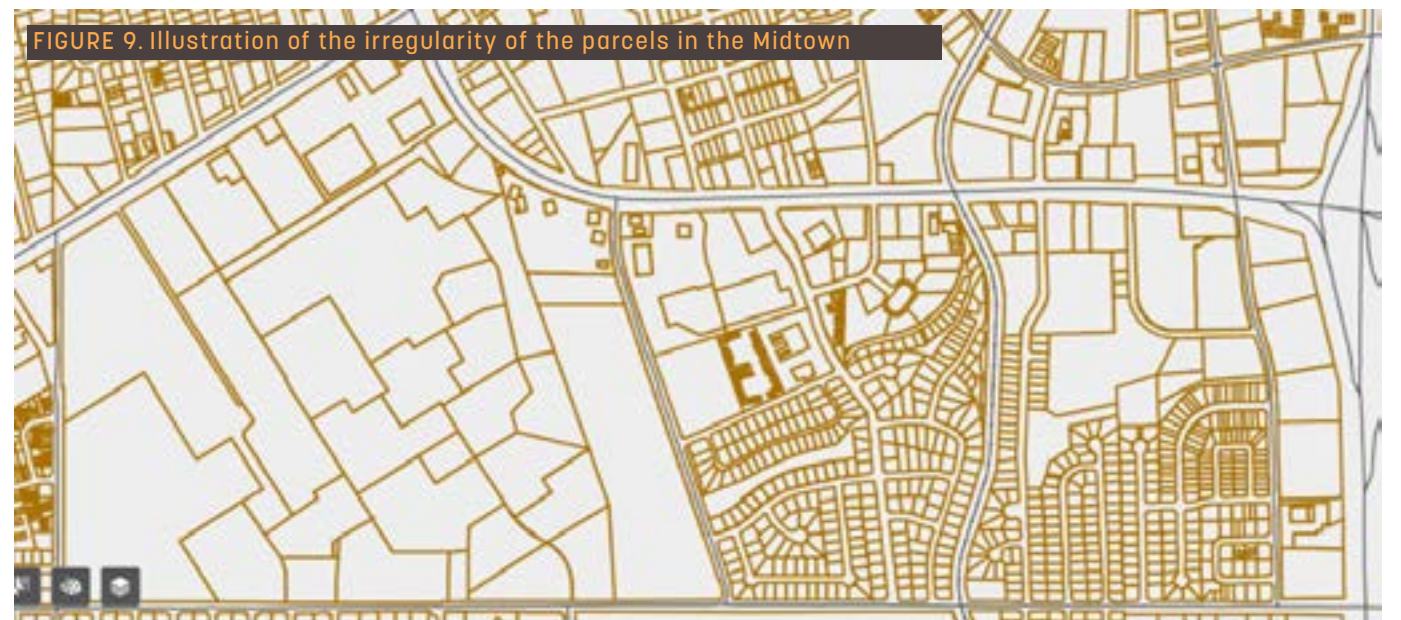 FIGURE 9. Illustration of the irregularity of the parcels in the Midtown